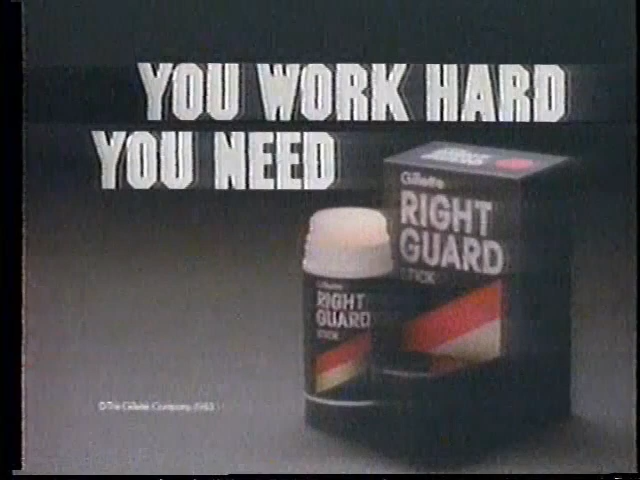 YOU WORK HARD
YOU NEED
Gillette
RIGHT
GUARD
STICK
RIGHT
GUARD
STICK
©The Gillette Company 1983